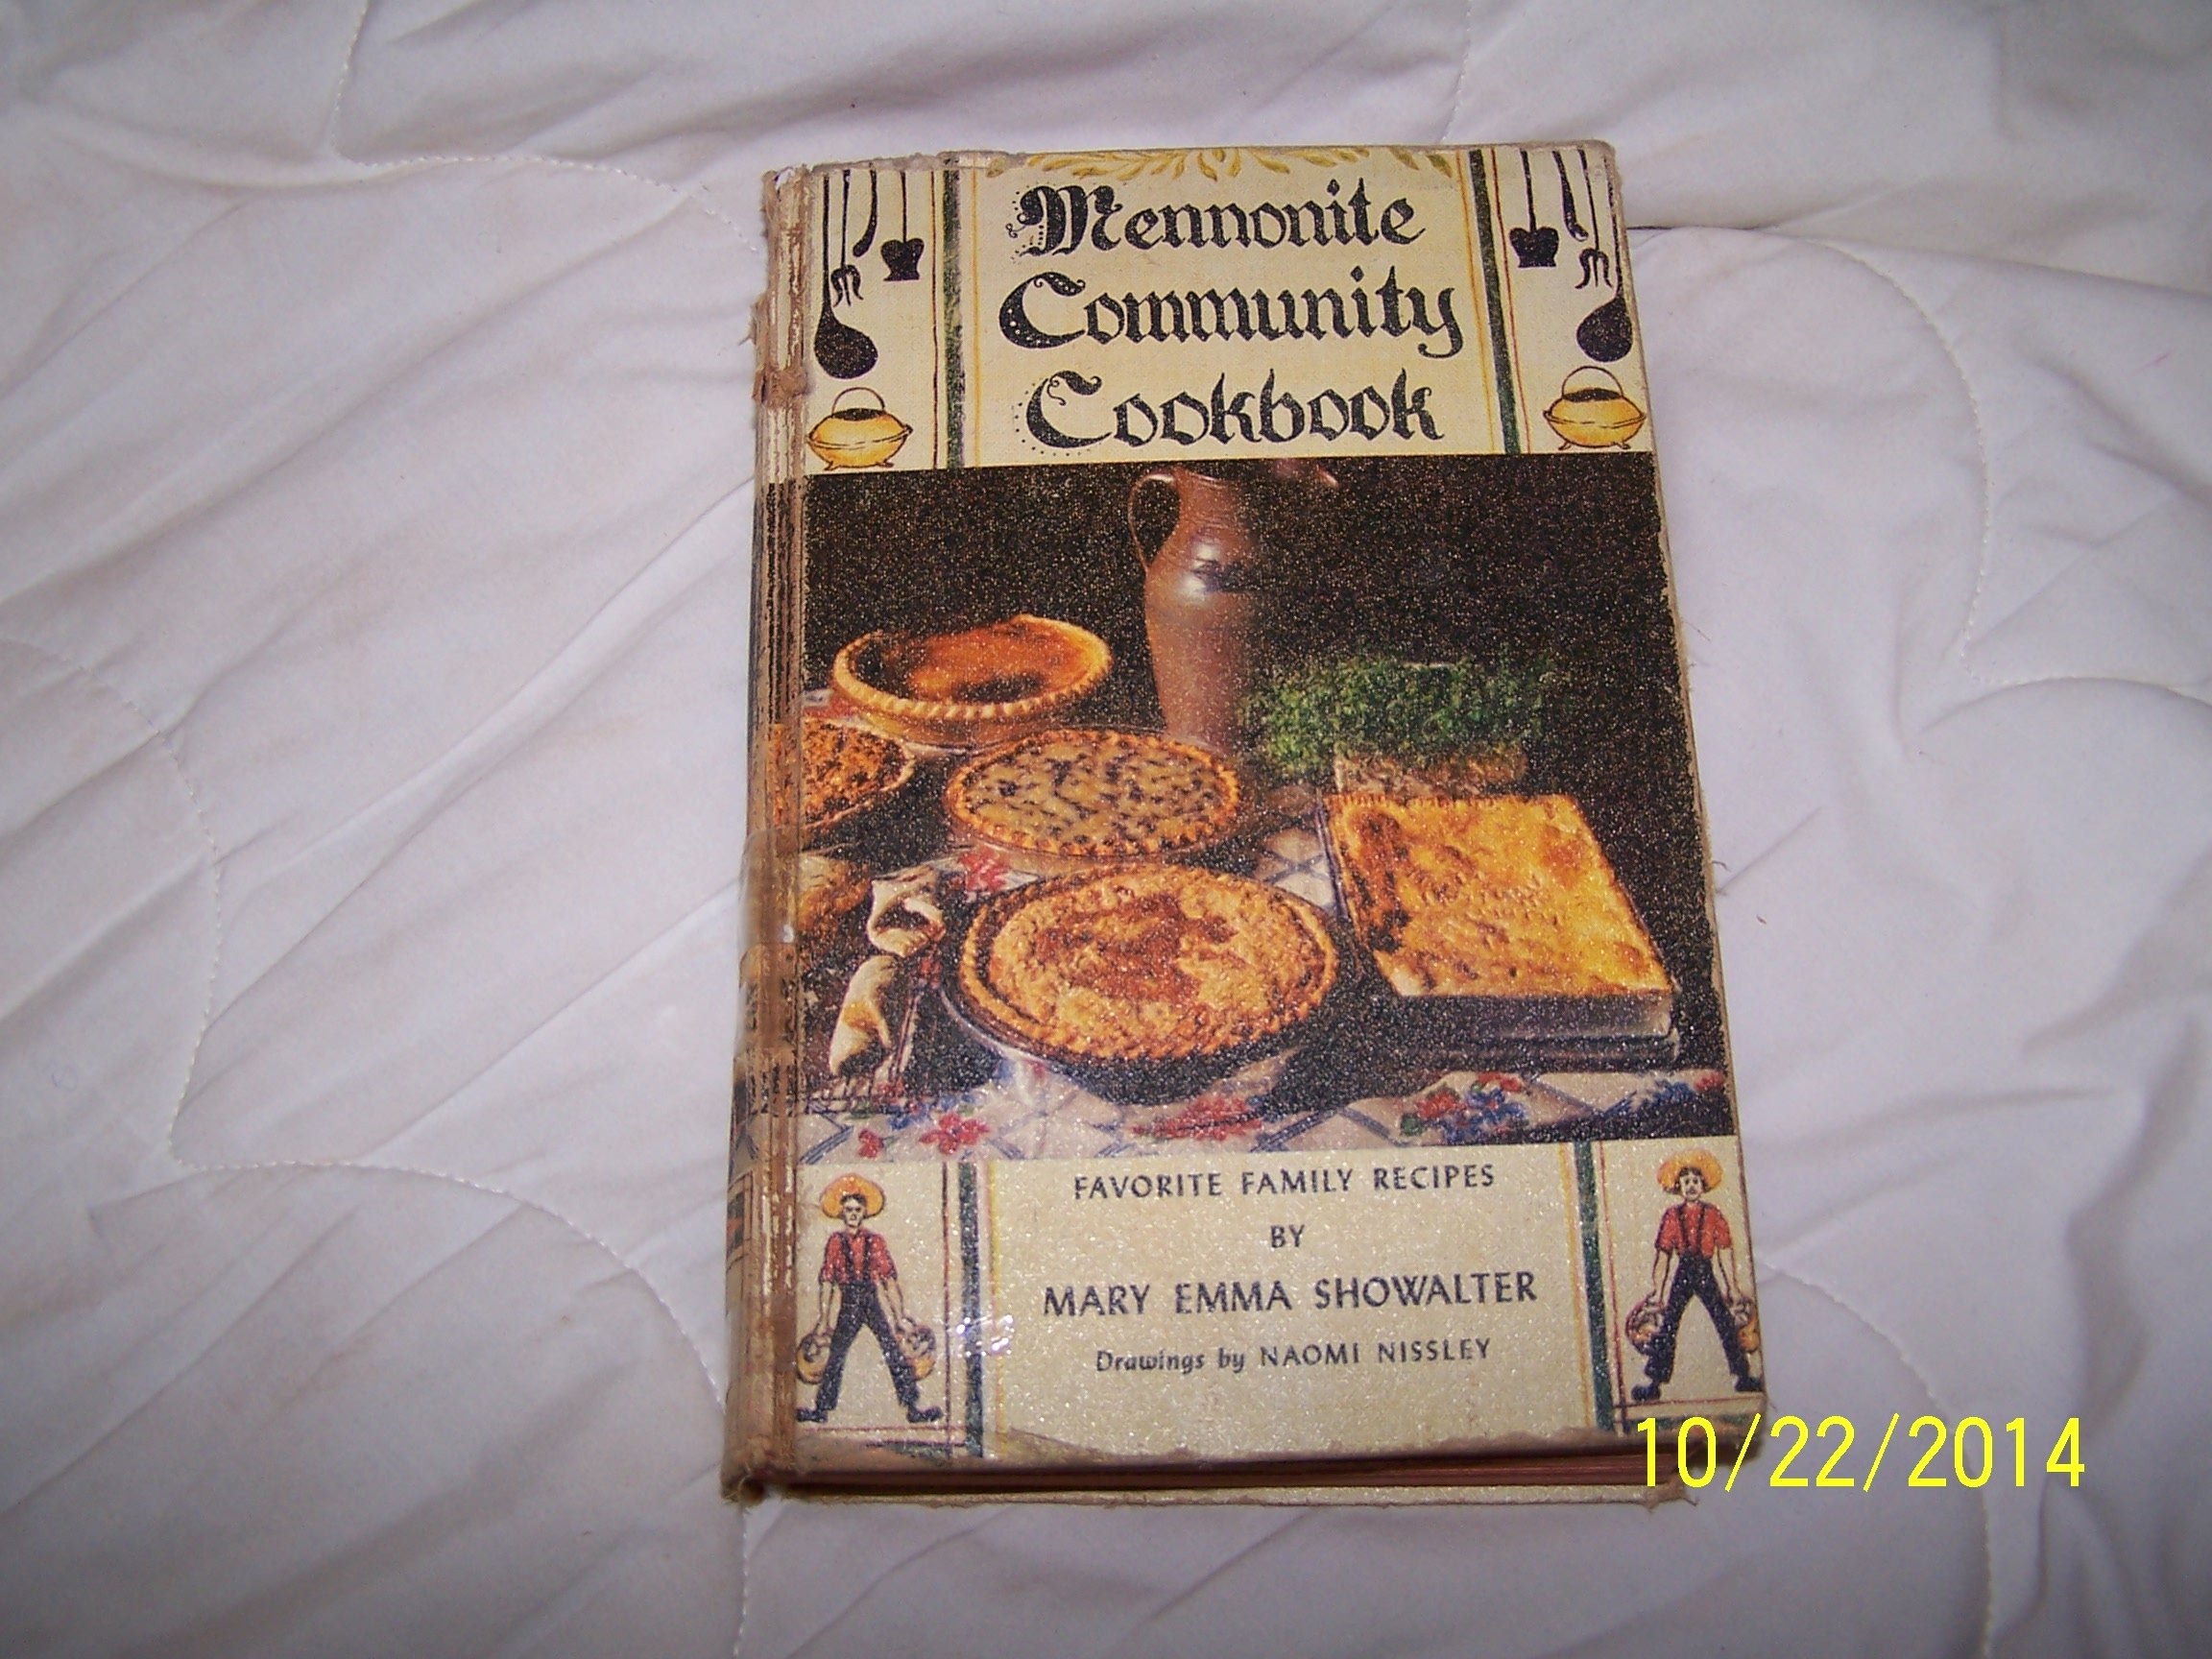 Mennonite
Community
Cookbook
FAVORITE FAMILY RECIPES
BY
MARY EMMA SHOWALTER
Drawings by NAOMI NISSLEY
10/22/2014